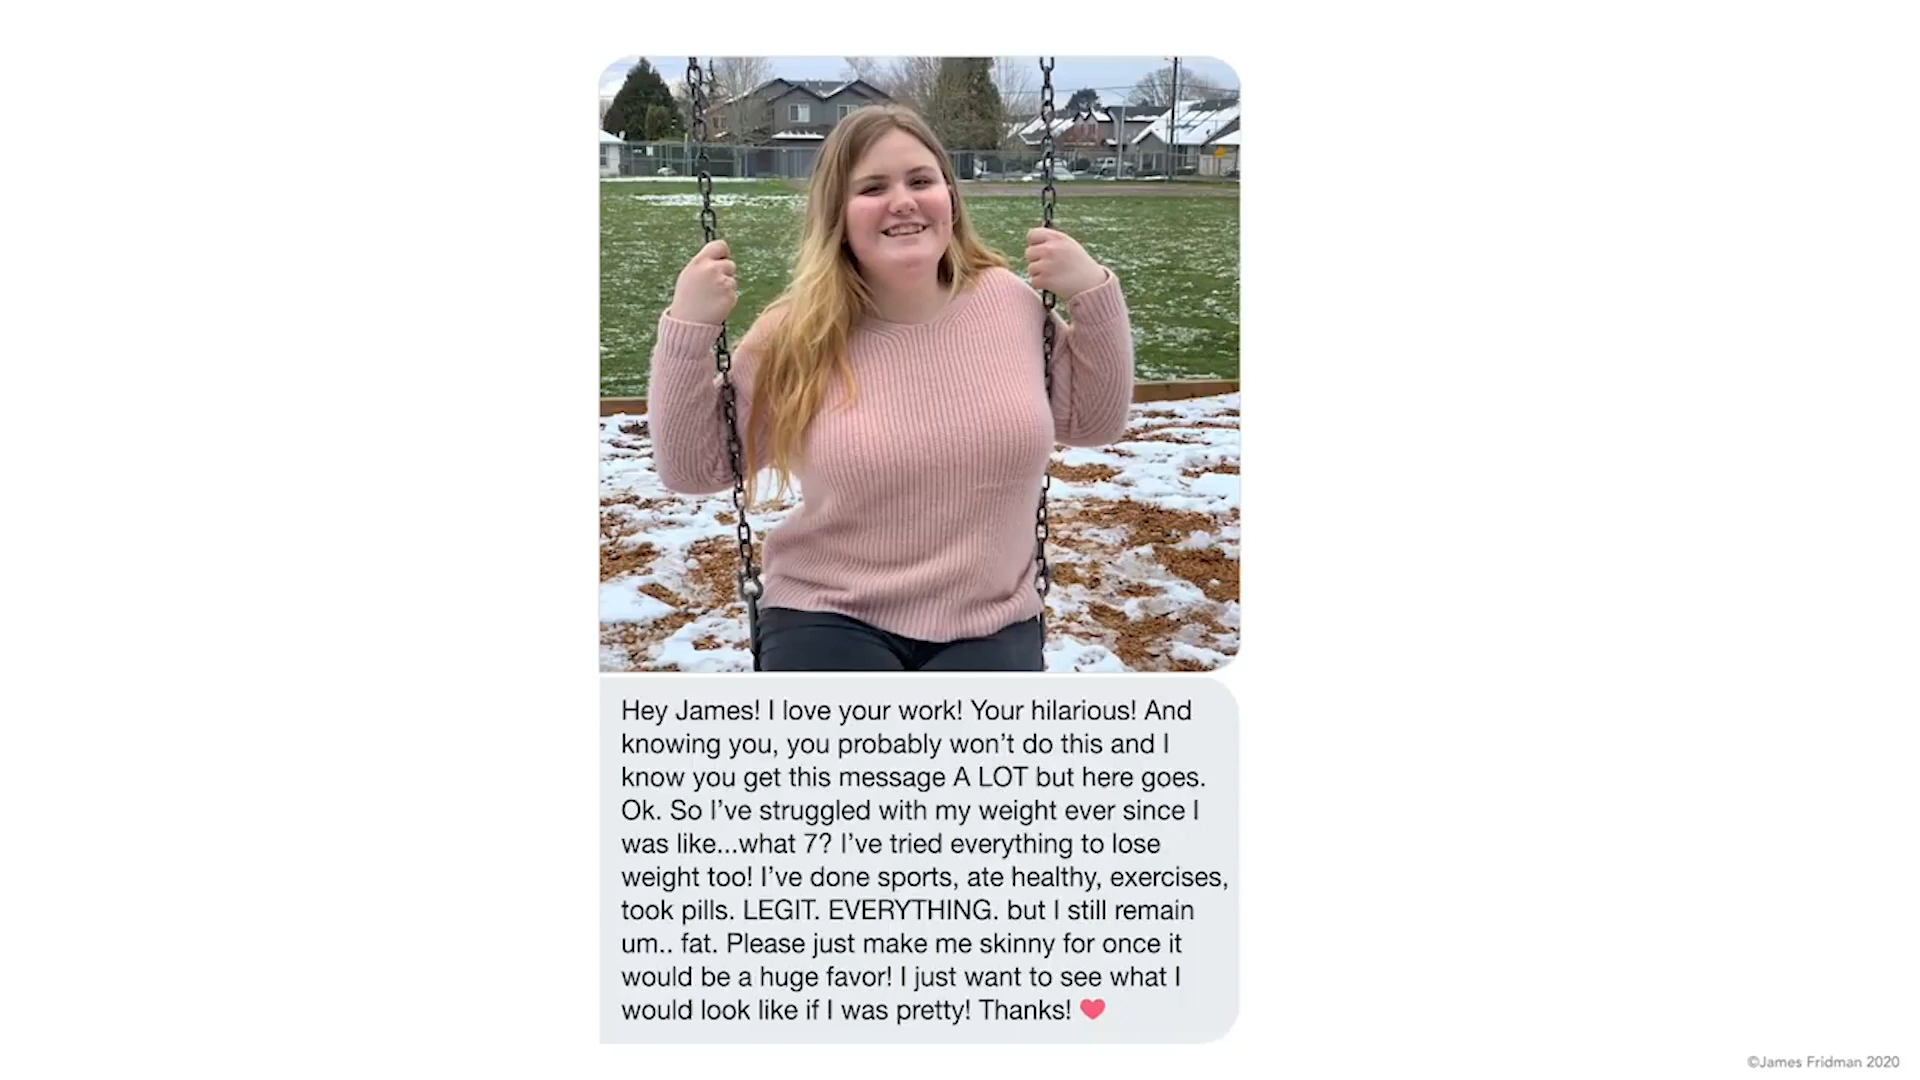 Hey James! I love your work! Your hilarious! And
knowing you, you probably won’t do this and I
know you get this message A LOT but here goes.
Ok. So I’ve struggled with my weight ever since I
was like...what 7? I’ve tried everything to lose
weight too! I’ve done sports, ate healthy, exercises,
took pills. LEGIT. EVERYTHING. but I still remain
um.. fat. Please just make me skinny for once it
would be a huge favor! I just want to see what I
would look like if I was pretty! Thanks! ❤️
©James Fridman 2020